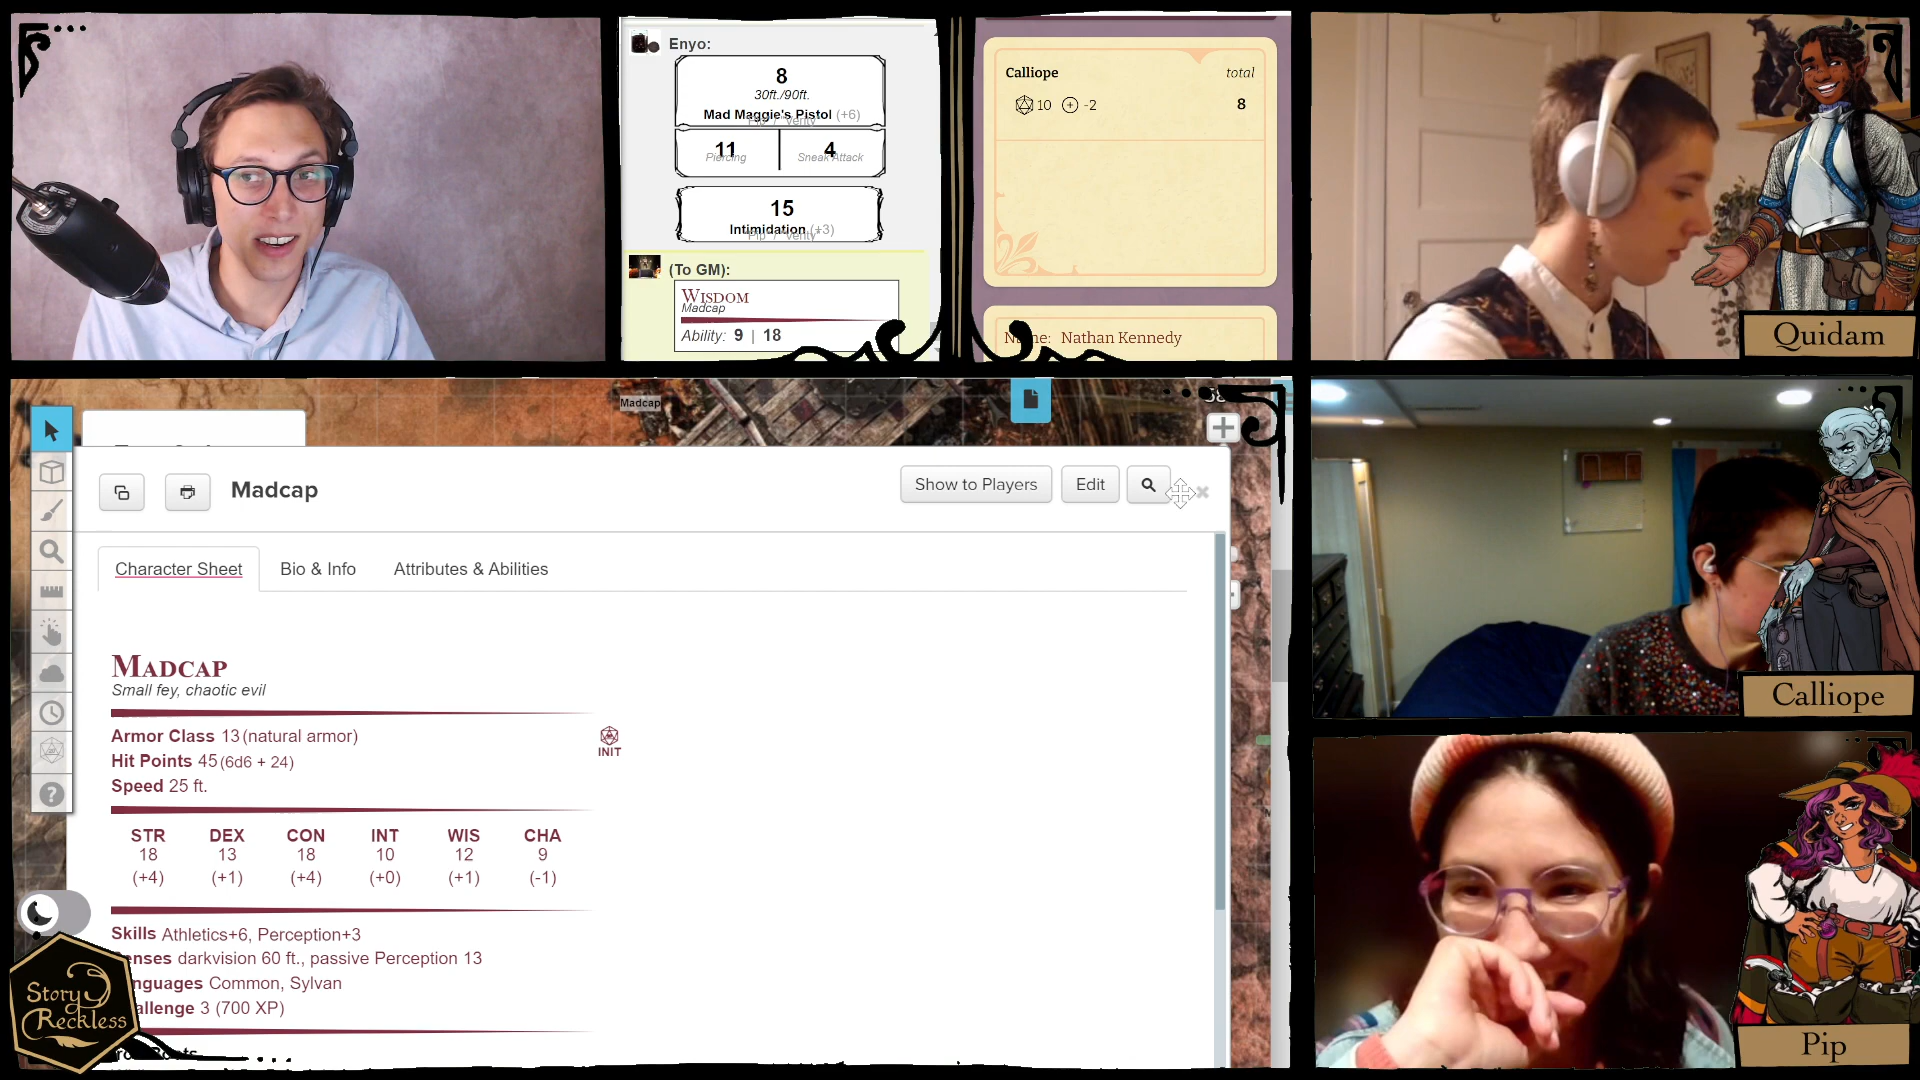 Enyo:
8
30ft./90ft.
Mad Maggie's Pistol (+6)
11
4
Piercing
Sneak Attack
15
Intimidation (+3)
(To GM):
Wisdom
Madcap
Ability: 9 | 18
Calliope
total
10 -2
8
Name: Nathan Kennedy
Quidam
Madcap
Madcap
Show to Players
Edit
Character Sheet
Bio & Info
Attributes & Abilities
Madcap
Small fey, chaotic evil
Armor Class 13 (natural armor)
Hit Points 45 (6d6 + 24)
Speed 25 ft.
INIT
STR DEX CON INT WIS CHA
18 13 18 10 12 9
(+4) (+1) (+4) (+0) (+1) (-1)
Skills Athletics+6, Perception+3
enses darkvision 60 ft., passive Perception 13
nguages Common, Sylvan
allenge 3 (700 XP)
Story
Reckless
Calliope
Pip